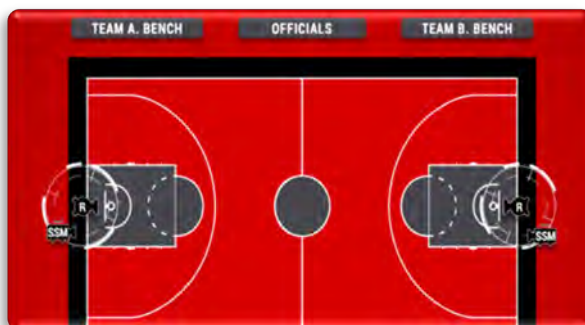 TEAM A. BENCH
OFFICIALS
TEAM B. BENCH
R
R
SSM
SSM